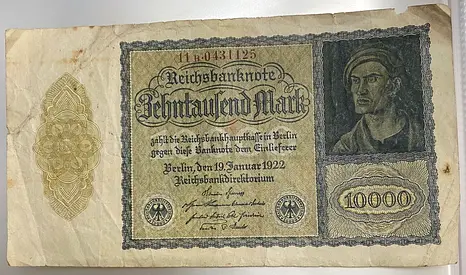 11 n·0431125
Reichsbanknote
Zehntausend Mark
zahlt die Reichsbankhauptkasse in Berlin
gegen diese Banknote dem Einlieferer
Berlin, den 19. Januar 1922
Reichsbankdirektorium
10000